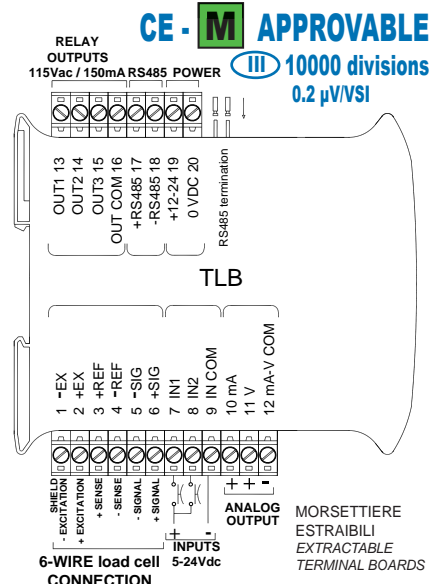 CE - M APPROVABLE
III 10000 divisions
0.2 µV/VSI
RELAY
OUTPUTS
115Vac / 150mA RS485 POWER
OUT1 13
OUT2 14
OUT3 15
OUT COM 16
+RS485 17
-RS485 18
+12-24 19
0 VDC 20
RS485 termination
TLB
1 -EX
2 +EX
3 +REF
4 -REF
5 -SIG
6 +SIG
7 IN1
8 IN2
9 IN COM
10 mA
11 V
12 mA-V COM
SHIELD
- EXCITATION
+ EXCITATION
+ SENSE
- SENSE
- SIGNAL
+ SIGNAL
+ -
+ + -
6-WIRE load cell
CONNECTION
INPUTS
5-24Vdc
ANALOG
OUTPUT
MORSETTIERE
ESTRAIBILI
EXTRACTABLE
TERMINAL BOARDS